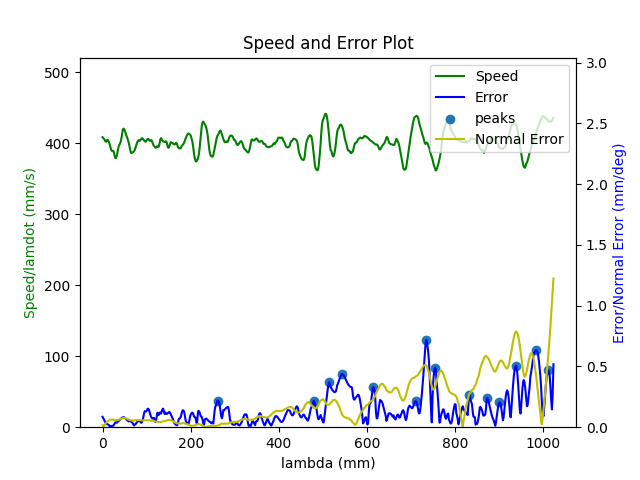 Speed and Error Plot
Speed
Error
peaks
Normal Error
Speed/lamdot (mm/s)
500
400
300
200
100
0
3.0
2.5
2.0
1.5
1.0
0.5
0.0
Error/Normal Error (mm/deg)
0 200 400 600 800 1000
lambda (mm)